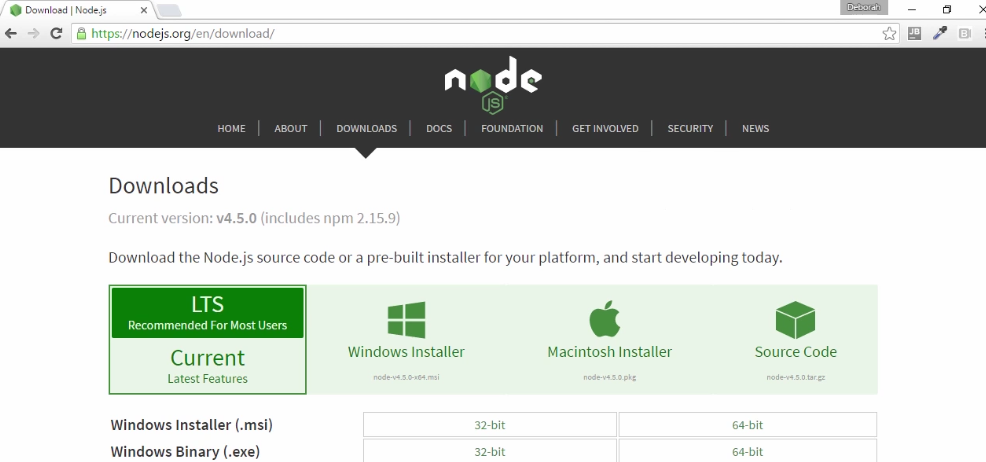 Download | Node.js
Deborah
https://nodejs.org/en/download/
JB
B
node
JS
HOME ABOUT DOWNLOADS DOCS FOUNDATION GET INVOLVED SECURITY NEWS
Downloads
Current version: v4.5.0 (includes npm 2.15.9)
Download the Node.js source code or a pre-built installer for your platform, and start developing today.
LTS
Recommended For Most Users
Current
Latest Features
Windows Installer
node-v4.5.0-x64.msi
Macintosh Installer
node-v4.5.0.pkg
Source Code
node-v4.5.0.tar.gz
Windows Installer (.msi) 32-bit 64-bit
Windows Binary (.exe) 32-bit 64-bit